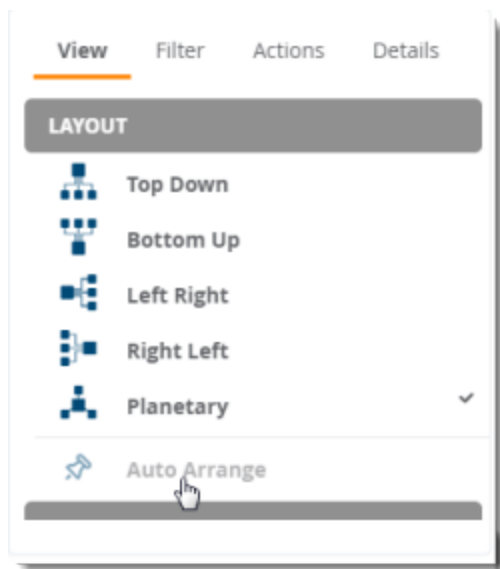 View Filter Actions Details
LAYOUT
Top Down
Bottom Up
Left Right
Right Left
Planetary
Auto Arrange